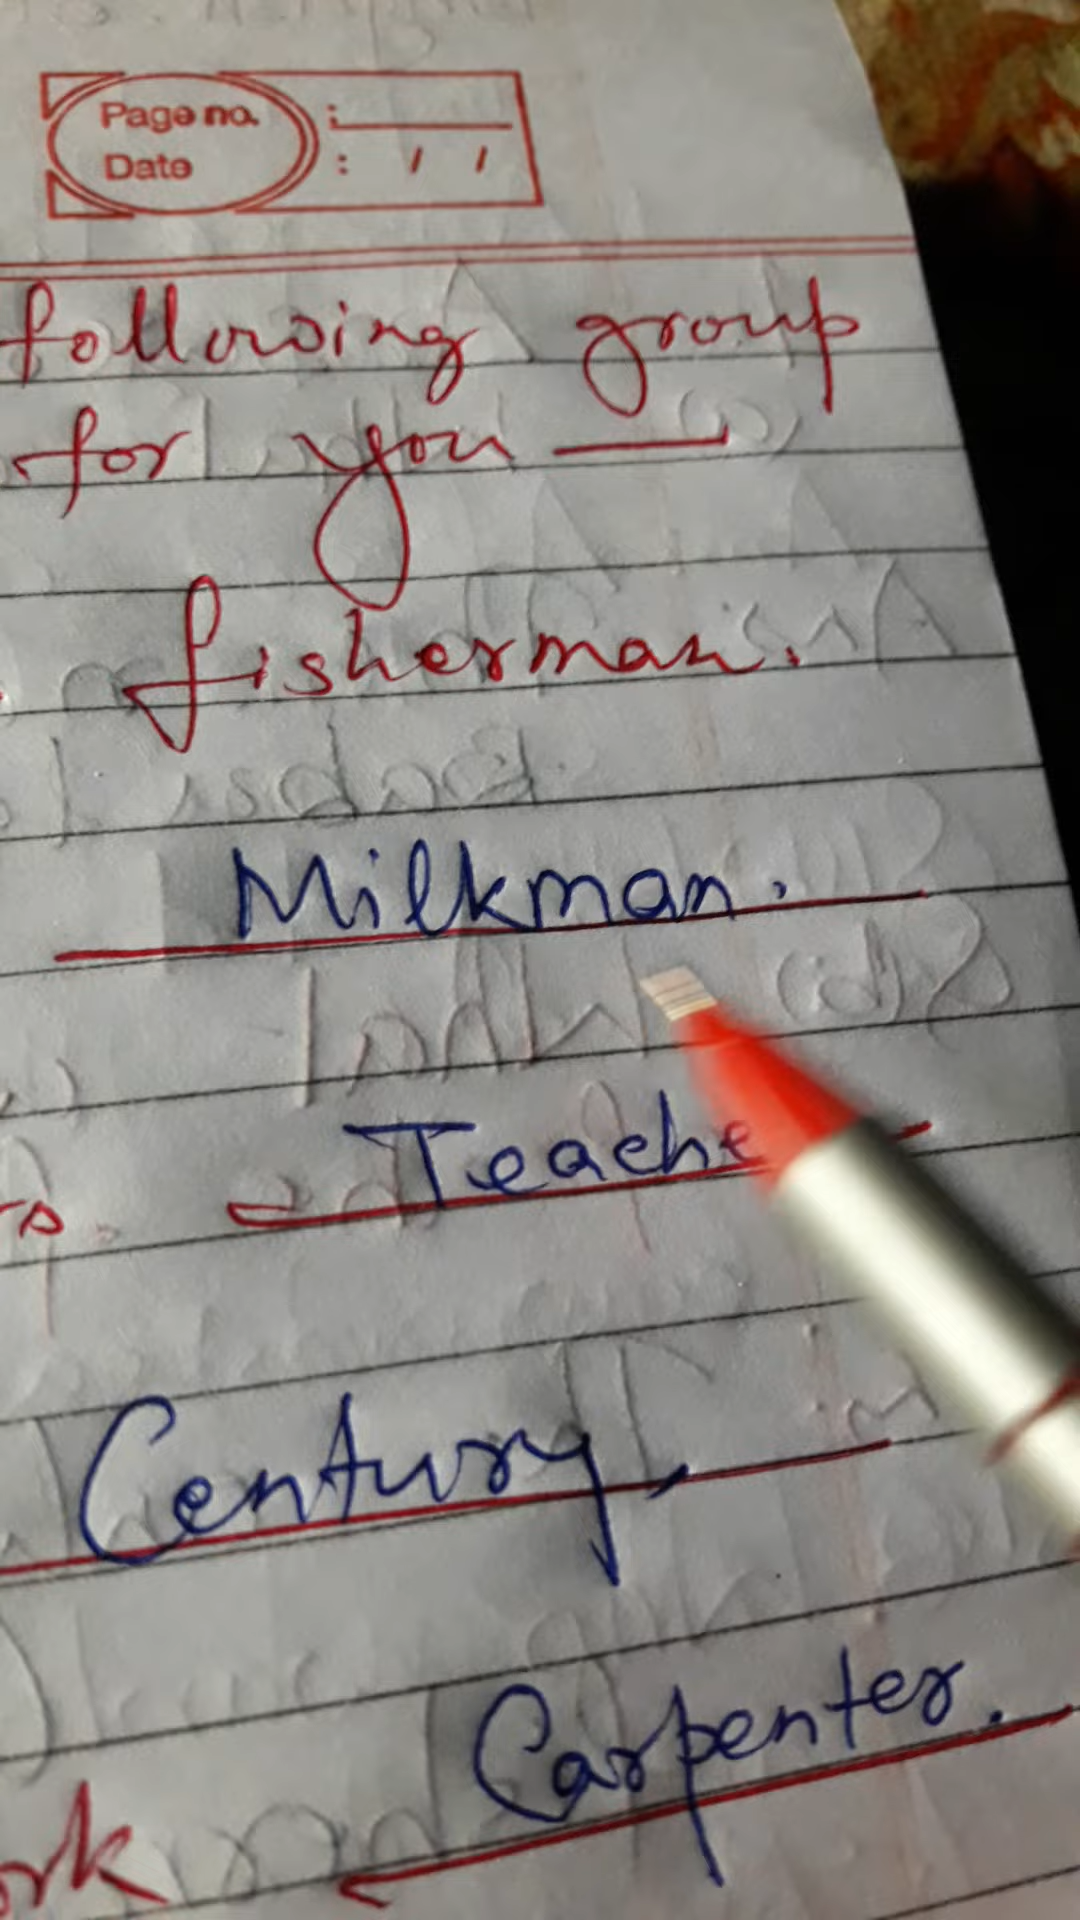 Page no. :
Date : / /
following group
for you —
fisherman.
Milkman.
Teache
Century.
Carpenter.